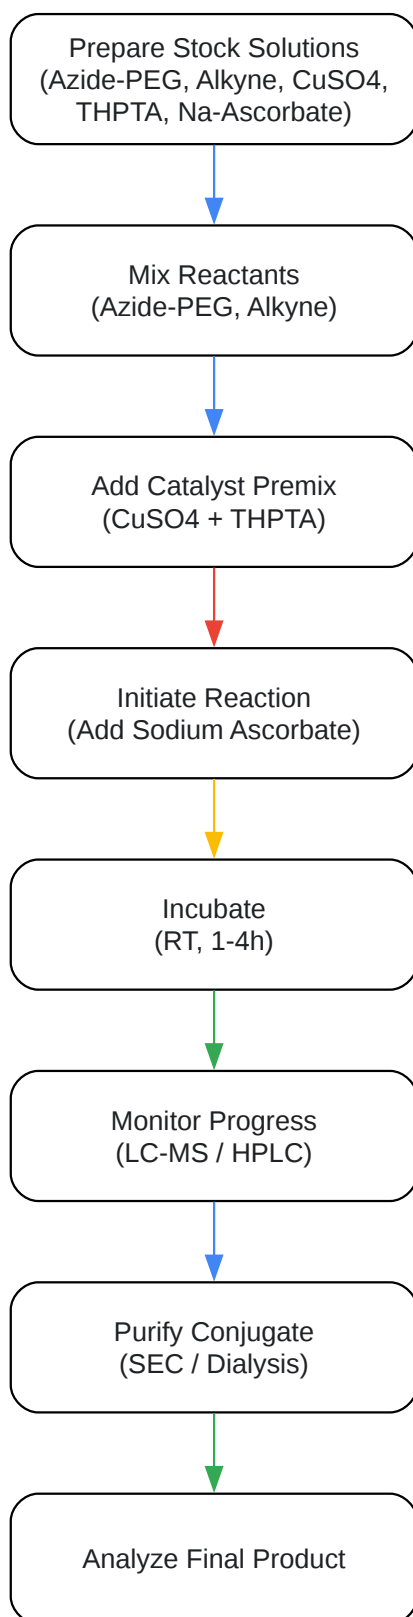 Prepare Stock Solutions
(Azide-PEG, Alkyne, CuSO4,
THPTA, Na-Ascorbate)
Mix Reactants
(Azide-PEG, Alkyne)
Add Catalyst Premix
(CuSO4 + THPTA)
Initiate Reaction
(Add Sodium Ascorbate)
Incubate
(RT, 1-4h)
Monitor Progress
(LC-MS / HPLC)
Purify Conjugate
(SEC / Dialysis)
Analyze Final Product